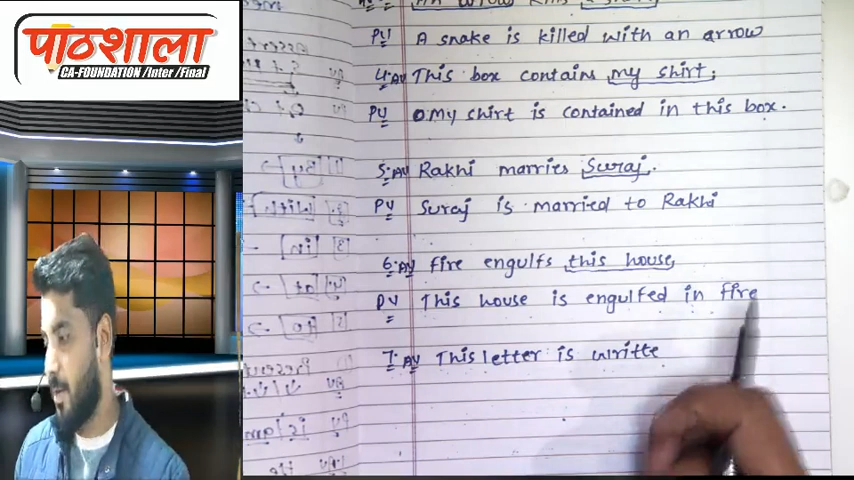 पाठशाला
CA-FOUNDATION /Inter /Final
PV A snake is killed with an arrow
4. AV This box contains my shirt;
PV my shirt is contained in this box.
5. AV Rakhi marries Suraj.
PV Suraj is married to Rakhi
6. AV fire engulfs this house
PV This house is engulfed in fire
7. AV This letter is writte